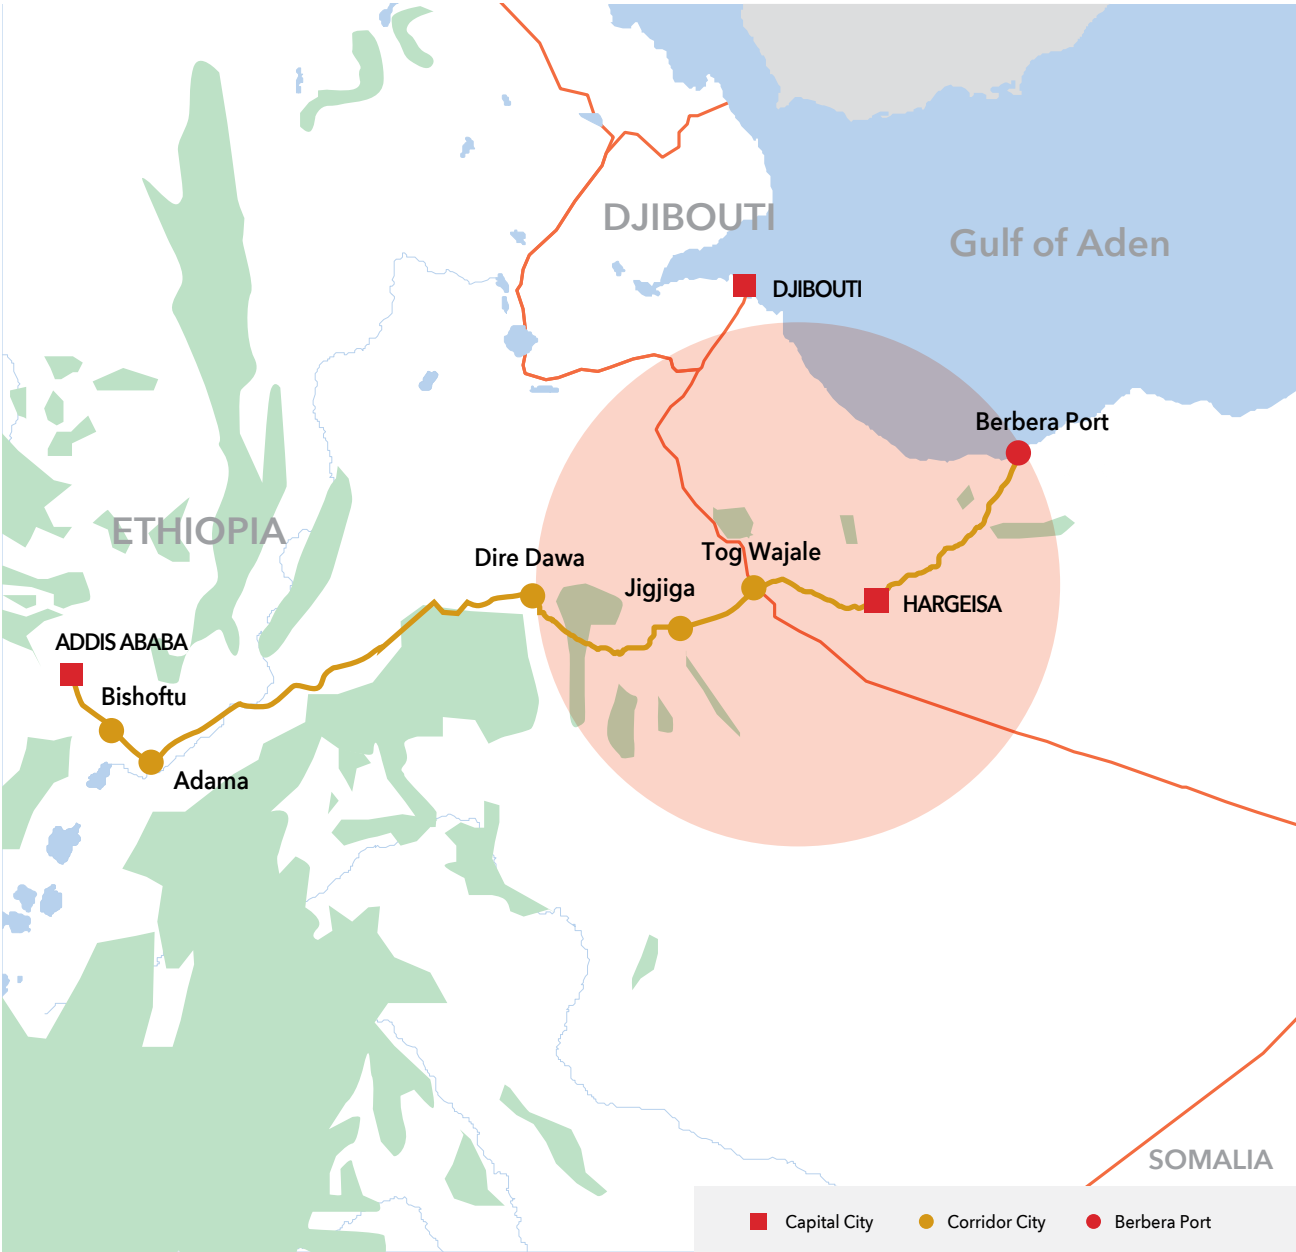 DJIBOUTI
Gulf of Aden
DJIBOUTI
Berbera Port
ETHIOPIA
Tog Wajale
Dire Dawa
Jigjiga
HARGEISA
ADDIS ABABA
Bishoftu
Adama
SOMALIA
Capital City
Corridor City
Berbera Port